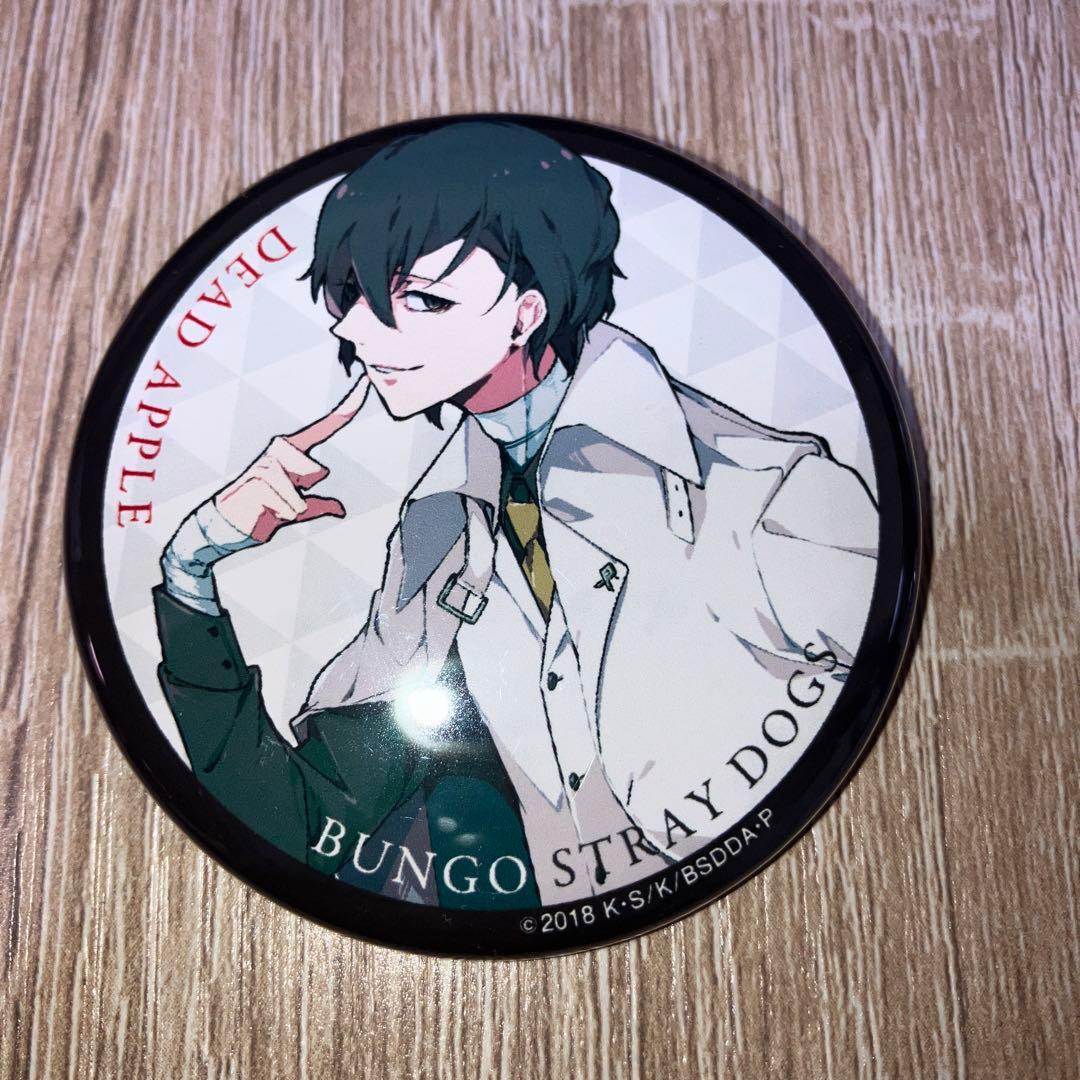 DEAD APPLE
BUNGO STRAY DOGS
©2018 K・S/K/BSDDA・P